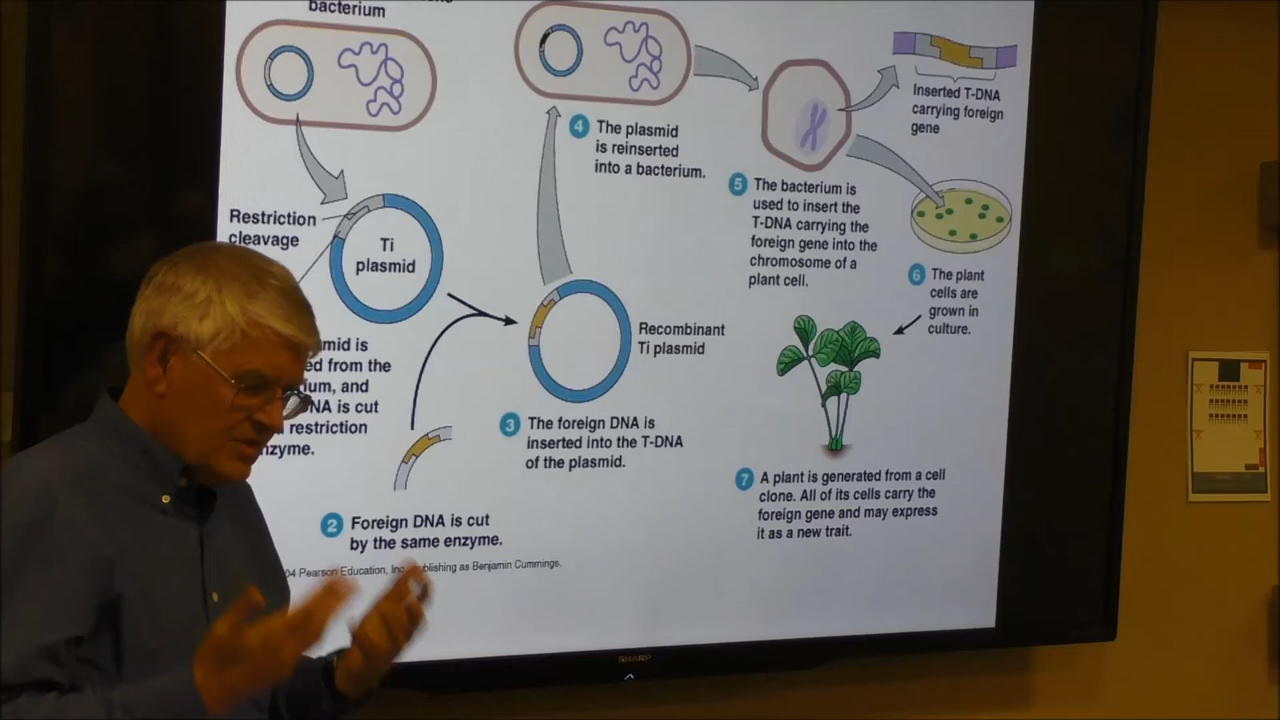 bacterium
Restriction
cleavage
Ti
plasmid
mid is
ed from the
ium, and
NA is cut
restriction
nzyme.
2 Foreign DNA is cut
by the same enzyme.
4 The plasmid
is reinserted
into a bacterium.
Recombinant
Ti plasmid
3 The foreign DNA is
inserted into the T-DNA
of the plasmid.
Inserted T-DNA
carrying foreign
gene
5 The bacterium is
used to insert the
T-DNA carrying the
foreign gene into the
chromosome of a
plant cell.
6 The plant
cells are
grown in
culture.
7 A plant is generated from a cell
clone. All of its cells carry the
foreign gene and may express
it as a new trait.
04 Pearson Education, Inc. publishing as Benjamin Cummings.
SHARP